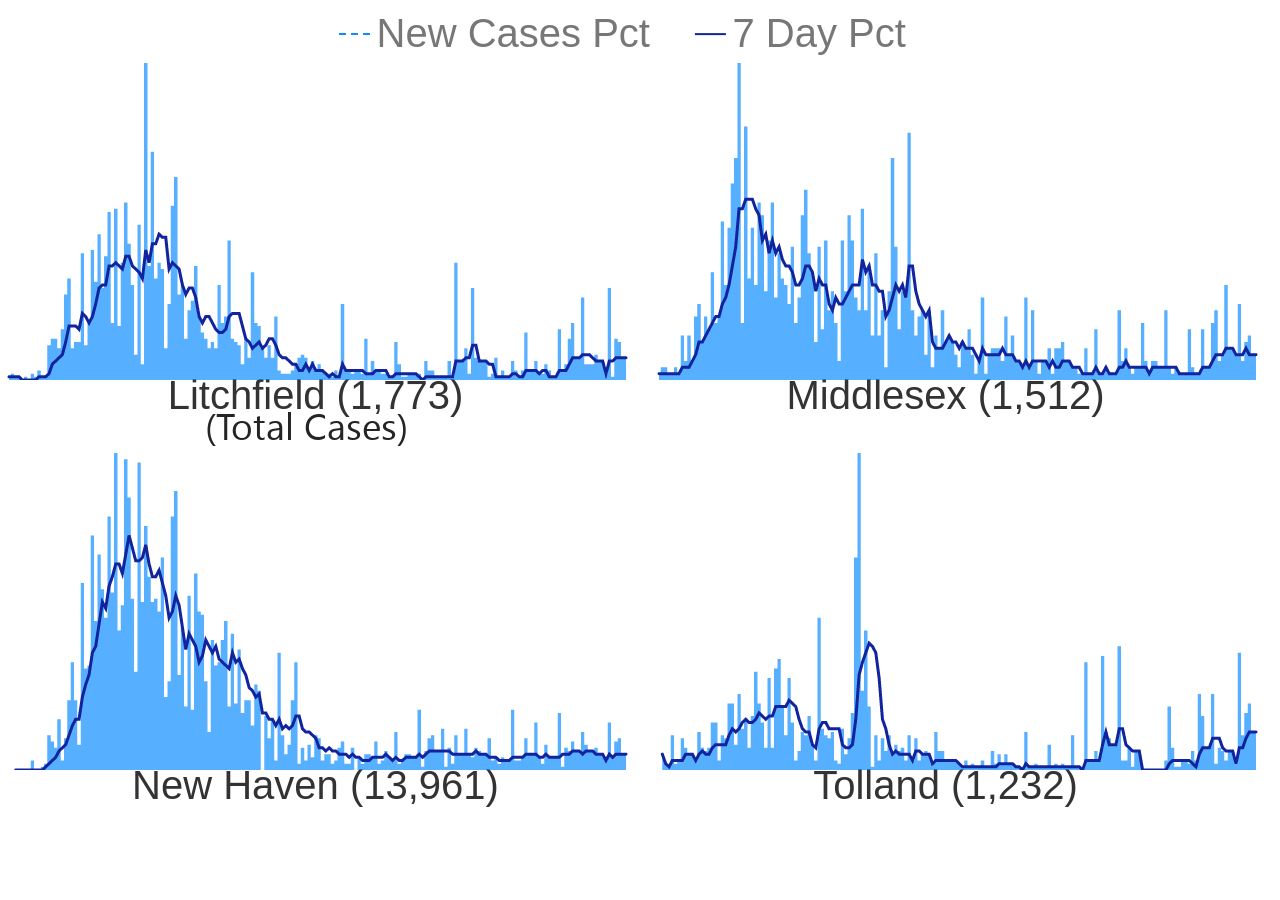 New Cases Pct 7 Day Pct
Litchfield (1,773) Middlesex (1,512)
(Total Cases)
New Haven (13,961) Tolland (1,232)